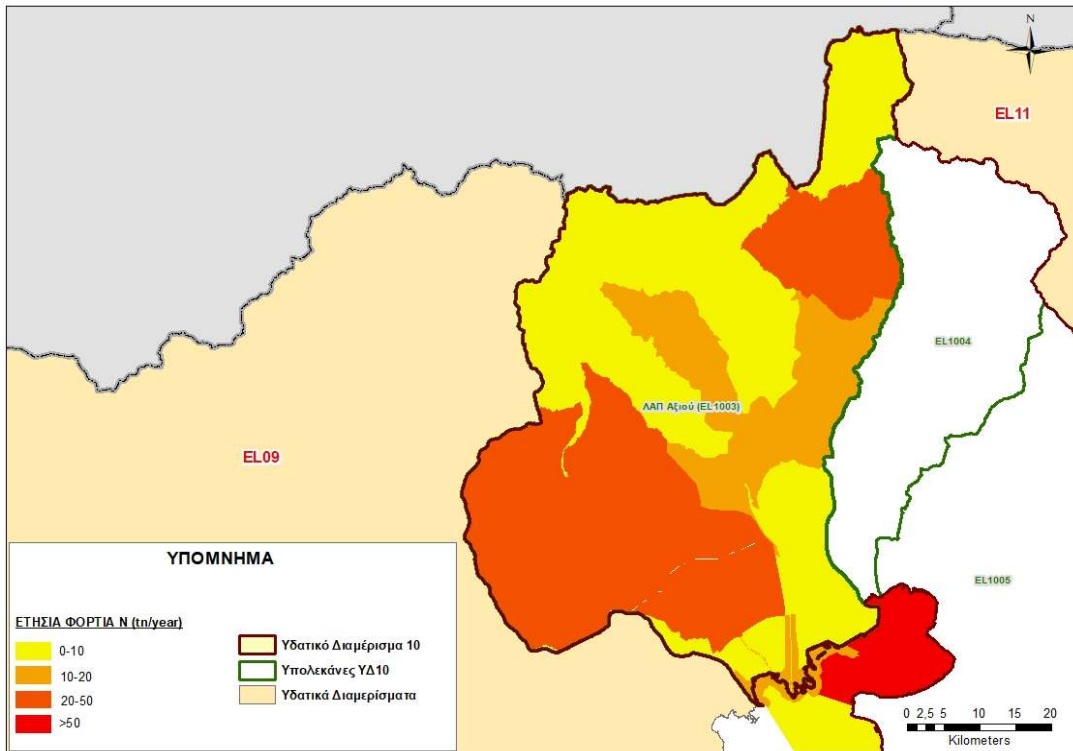 N
EL11
EL1004
ΛΑΠ Αξιού (EL1003)
EL09
EL1005
ΥΠΟΜΝΗΜΑ
ΕΤΗΣΙΑ ΦΟΡΤΙΑ Ν (tn/year)
0-10
10-20
20-50
>50
Υδατικό Διαμέρισμα 10
Υπολεκάνες ΥΔ10
Υδατικά Διαμερίσματα
0 2,5 5 10 15 20
Kilometers